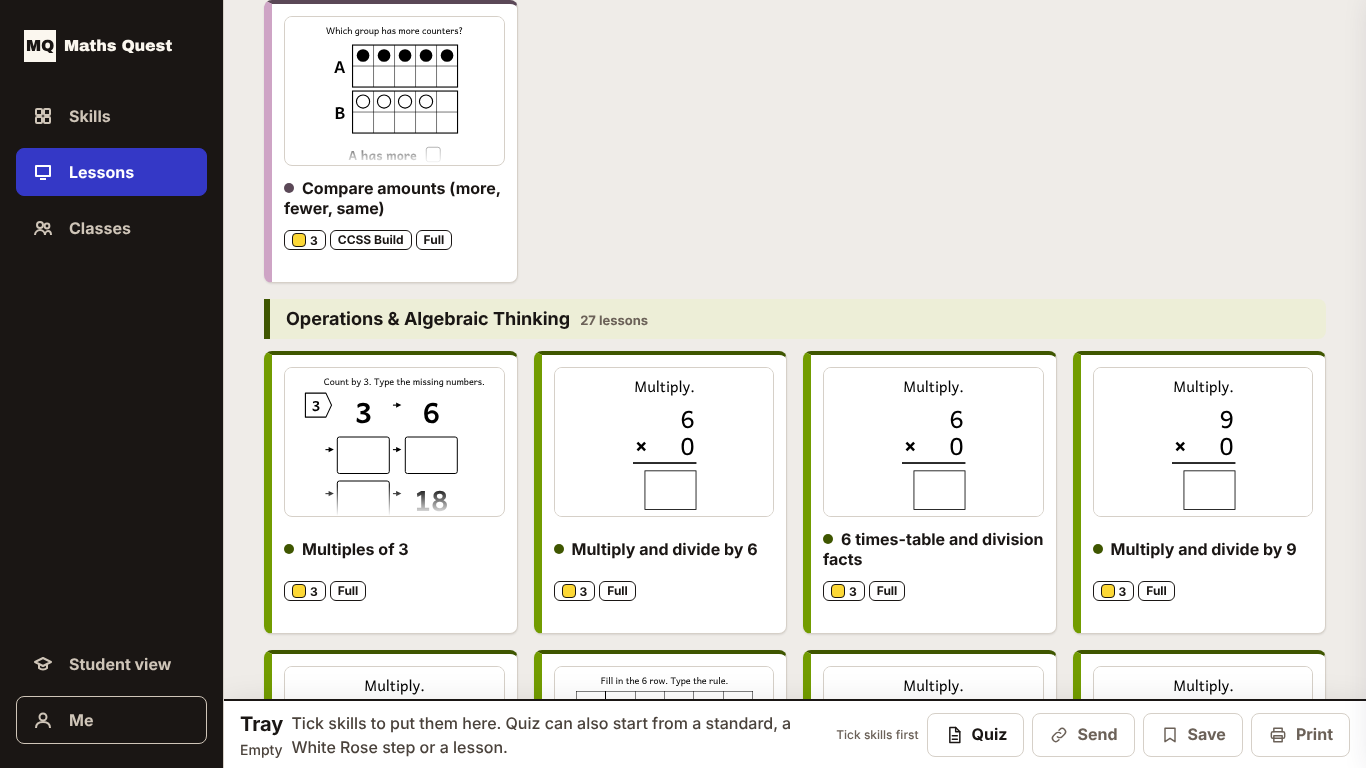 MQ Maths Quest
Skills
Lessons
Classes
Student view
Me
Which group has more counters?
A
B
A has more
Compare amounts (more,
fewer, same)
3 CCSS Build Full
Operations & Algebraic Thinking 27 lessons
Count by 3. Type the missing numbers.
3 3 6
18
Multiples of 3
3 Full
Multiply.
6
× 0
Multiply and divide by 6
3 Full
Multiply.
6
× 0
6 times-table and division
facts
3 Full
Multiply.
9
× 0
Multiply and divide by 9
3 Full
Multiply.
Fill in the 6 row. Type the rule.
Multiply.
Multiply.
Tray
Empty
Tick skills to put them here. Quiz can also start from a standard, a
White Rose step or a lesson.
Tick skills first
Quiz
Send
Save
Print